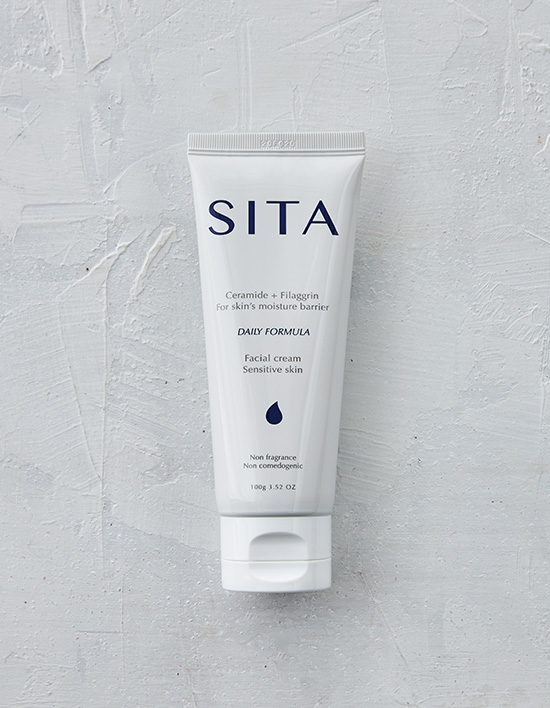 SITA
Ceramide + Filaggrin
For skin's moisture barrier
DAILY FORMULA
Facial cream
Sensitive skin
Non fragrance
Non comedogenic
100g 3.52 OZ